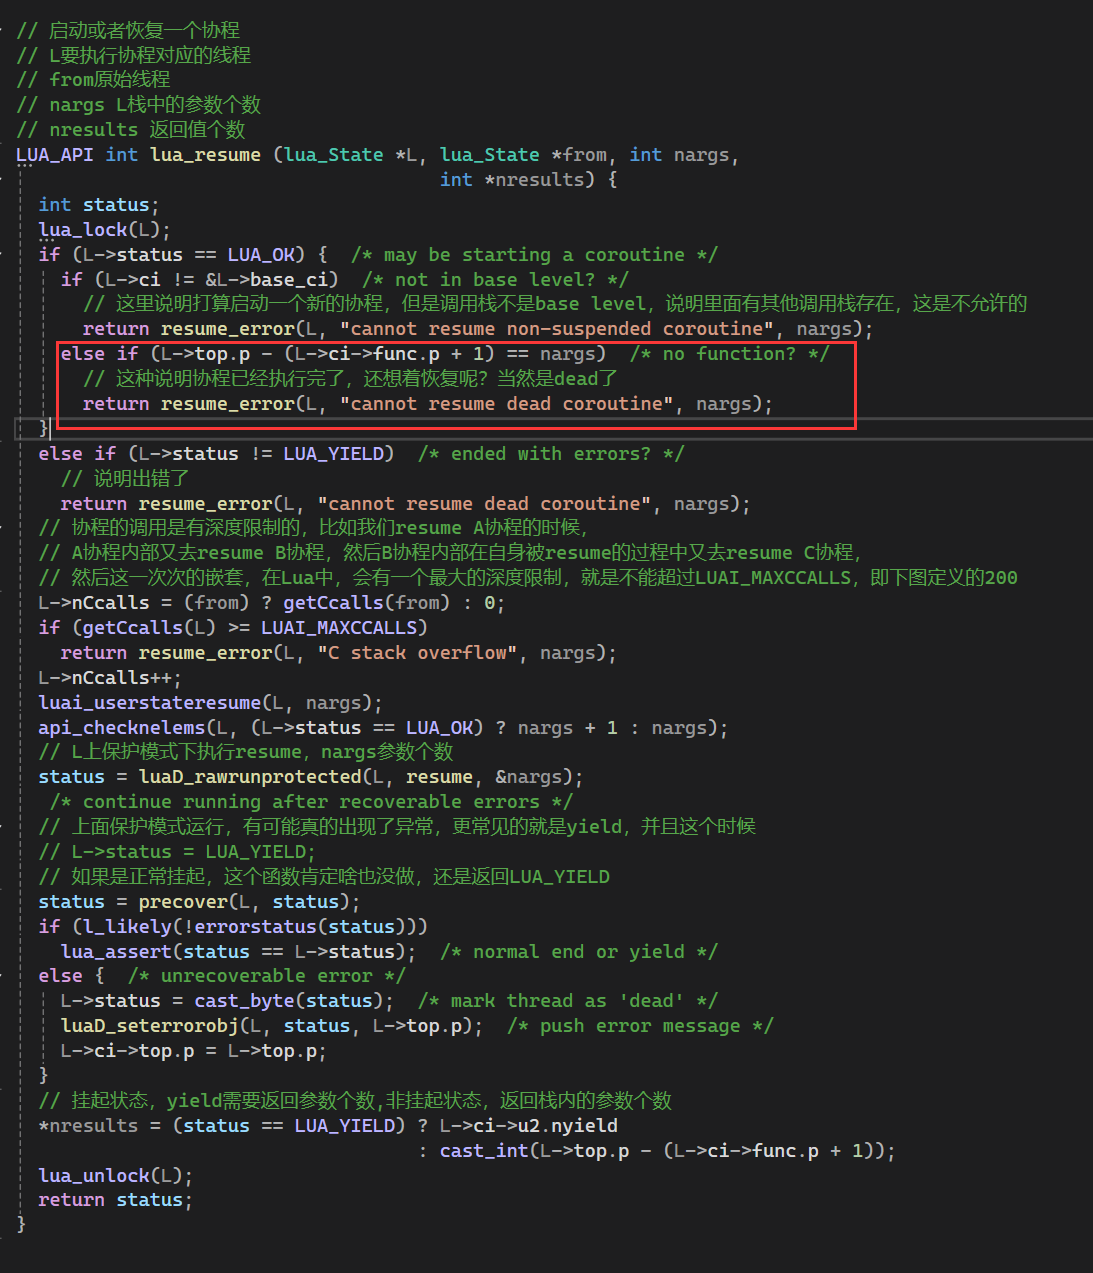 // 启动或者恢复一个协程
// L要执行协程对应的线程
// from原始线程
// nargs L栈中的参数个数
// nresults 返回值个数
LUA_API int lua_resume (lua_State *L, lua_State *from, int nargs,
int *nresults) {
int status;
lua_lock(L);
if (L->status == LUA_OK) {  /* may be starting a coroutine */
if (L->ci != &L->base_ci)  /* not in base level? */
// 这里说明打算启动一个新的协程，但是调用栈不是base level，说明里面有其他调用栈存在，这是不允许的
return resume_error(L, "cannot resume non-suspended coroutine", nargs);
else if (L->top.p - (L->ci->func.p + 1) == nargs)  /* no function? */
// 这种说明协程已经执行完了，还想着恢复呢？当然是dead了
return resume_error(L, "cannot resume dead coroutine", nargs);
}
else if (L->status != LUA_YIELD)  /* ended with errors? */
// 说明出错了
return resume_error(L, "cannot resume dead coroutine", nargs);
// 协程的调用是有深度限制的，比如我们resume A协程的时候，
// A协程内部又去resume B协程，然后B协程内部在自身被resume的过程中又去resume C协程，
// 然后这一次次的嵌套，在Lua中，会有一个最大的深度限制，就是不能超过LUAI_MAXCCALLS，即下图定义的200
L->nCcalls = (from) ? getCcalls(from) : 0;
if (getCcalls(L) >= LUAI_MAXCCALLS)
return resume_error(L, "C stack overflow", nargs);
L->nCcalls++;
luai_userstateresume(L, nargs);
api_checknelems(L, (L->status == LUA_OK) ? nargs + 1 : nargs);
// L上保护模式下执行resume，nargs参数个数
status = luaD_rawrunprotected(L, resume, &nargs);
/* continue running after recoverable errors */
// 上面保护模式运行，有可能真的出现了异常，更常见的就是yield，并且这个时候
// L->status = LUA_YIELD;
// 如果是正常挂起，这个函数肯定啥也没做，还是返回LUA_YIELD
status = precover(L, status);
if (l_likely(!errorstatus(status)))
lua_assert(status == L->status);  /* normal end or yield */
else {  /* unrecoverable error */
L->status = cast_byte(status);  /* mark thread as 'dead' */
luaD_seterrorobj(L, status, L->top.p);  /* push error message */
L->ci->top.p = L->top.p;
}
// 挂起状态，yield需要返回参数个数,非挂起状态，返回栈内的参数个数
*nresults = (status == LUA_YIELD) ? L->ci->u2.nyield
: cast_int(L->top.p - (L->ci->func.p + 1));
lua_unlock(L);
return status;
}